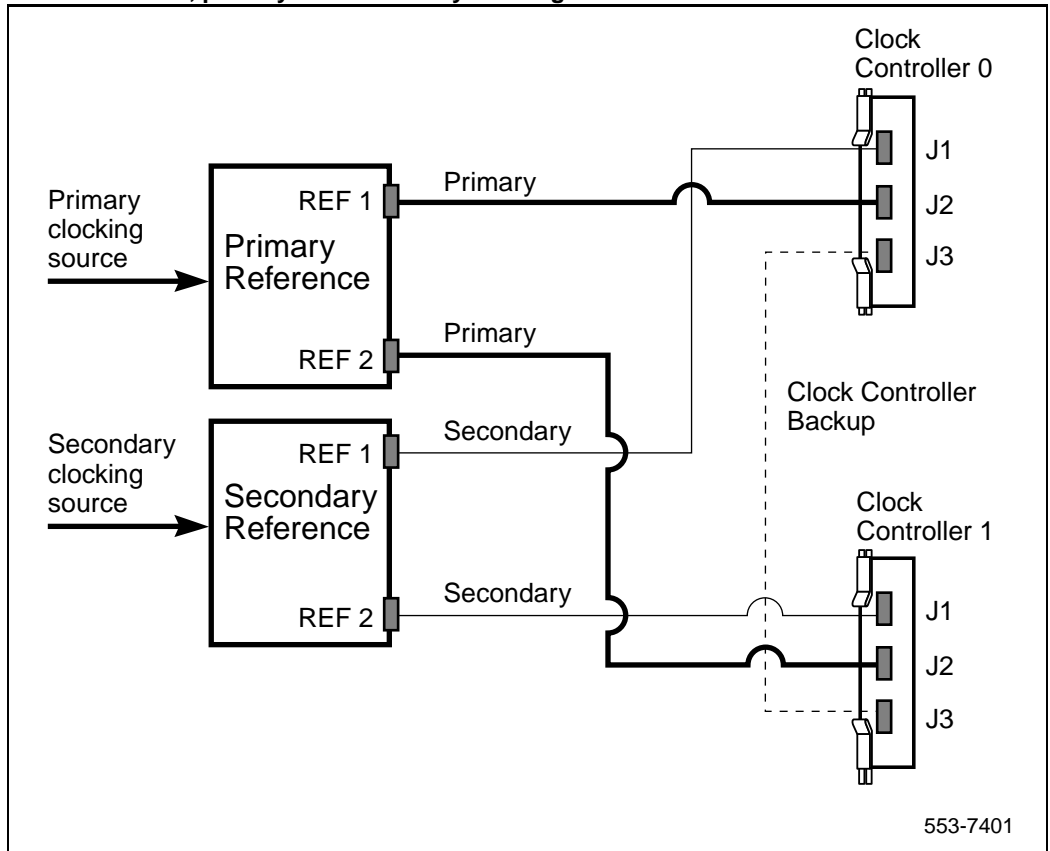 Clock
Controller 0
J1
J2
J3
Primary
clocking
source
REF 1
Primary
Reference
REF 2
Primary
Primary
Clock Controller
Backup
Secondary
clocking
source
REF 1
Secondary
Reference
REF 2
Secondary
Secondary
Clock
Controller 1
J1
J2
J3
553-7401